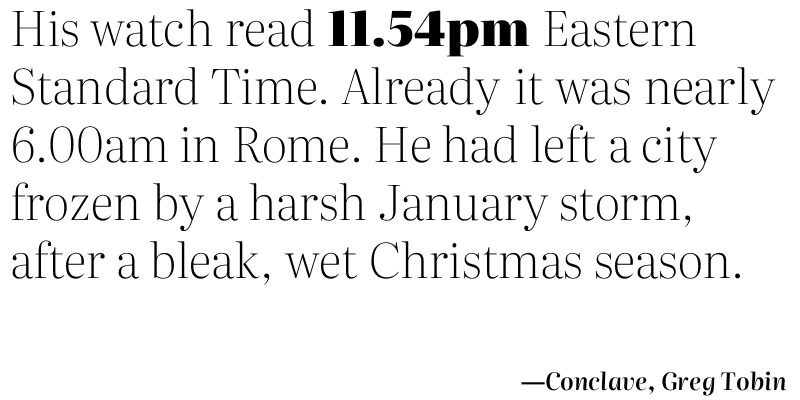 His watch read 11.54pm Eastern
Standard Time. Already it was nearly
6.00am in Rome. He had left a city
frozen by a harsh January storm,
after a bleak, wet Christmas season.
—Conclave, Greg Tobin